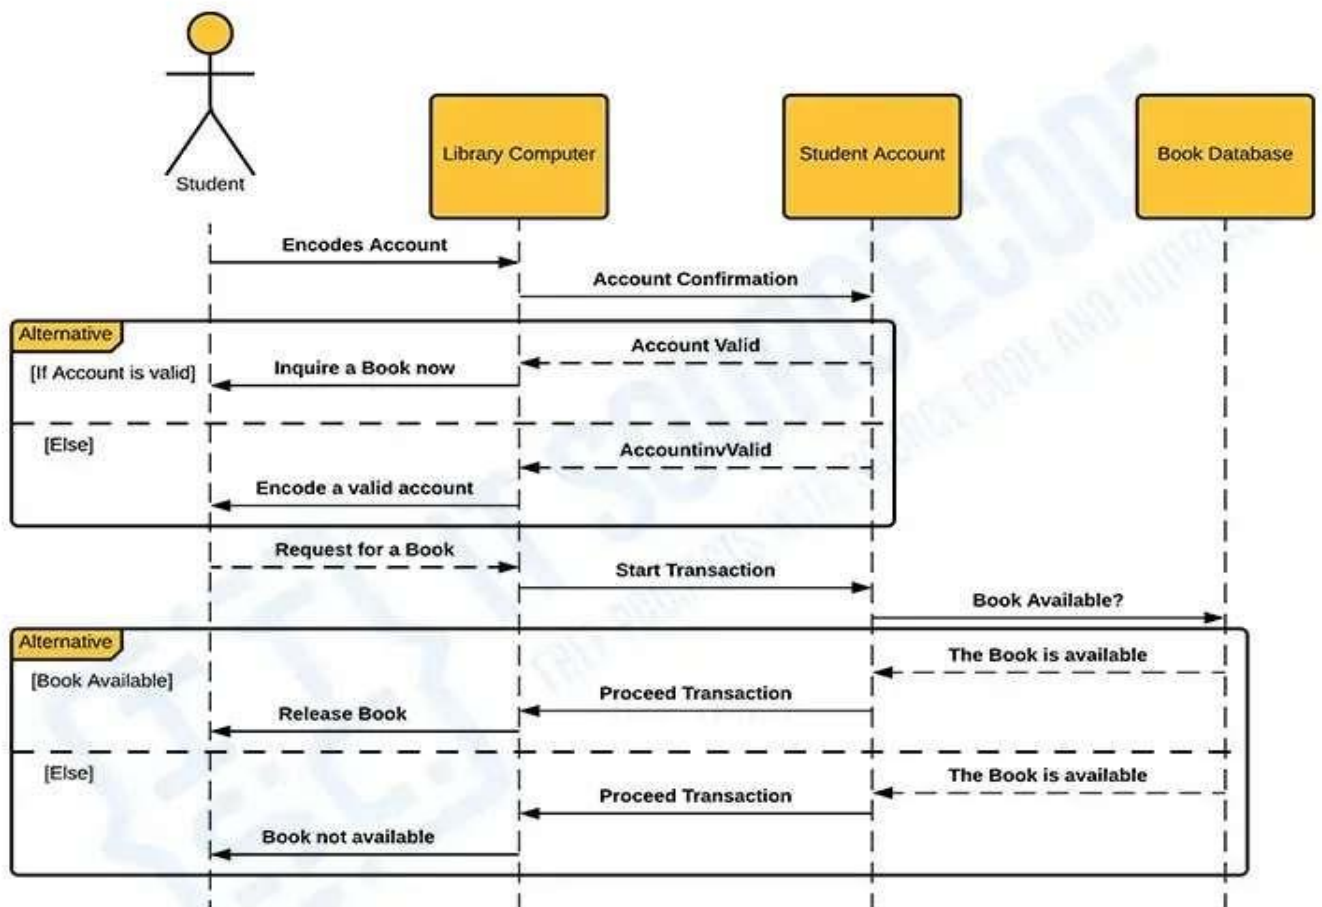 Student
Library Computer
Student Account
Book Database
Encodes Account
Account Confirmation
Alternative
Account Valid
[If Account is valid]
Inquire a Book now
[Else]
AccountinvValid
Encode a valid account
Request for a Book
Start Transaction
Book Available?
Alternative
The Book is available
[Book Available]
Proceed Transaction
Release Book
[Else]
The Book is available
Proceed Transaction
Book not available
IT SOURCECODE